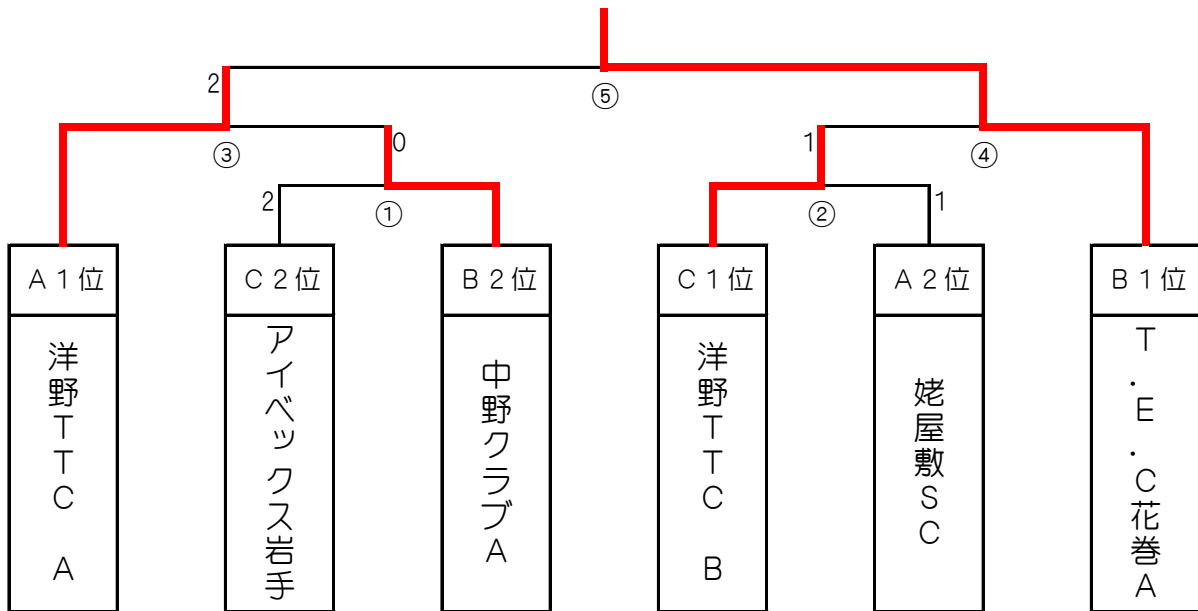 2
⑤
③
0
1
④
2
①
②
1
A1位
C2位
B2位
C1位
A2位
B1位
洋野TTC A
アイベックス岩手
中野クラブA
洋野TTC B
姥屋敷SC
T.E.C花巻A